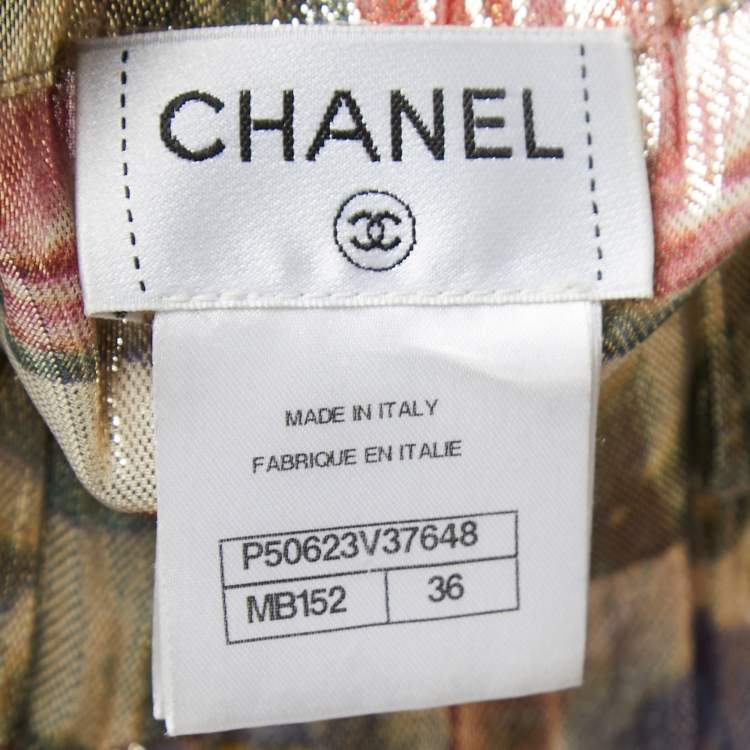 CHANEL
MADE IN ITALY
FABRIQUE EN ITALIE
P50623V37648
MB152 36